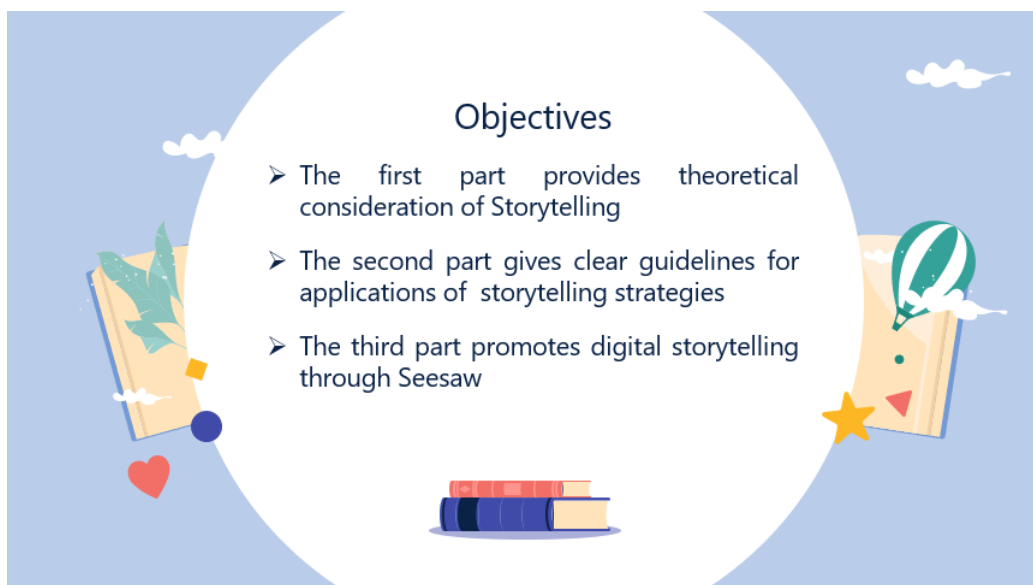 Objectives
➢ The first part provides theoretical
consideration of Storytelling
➢ The second part gives clear guidelines for
applications of  storytelling strategies
➢ The third part promotes digital storytelling
through Seesaw